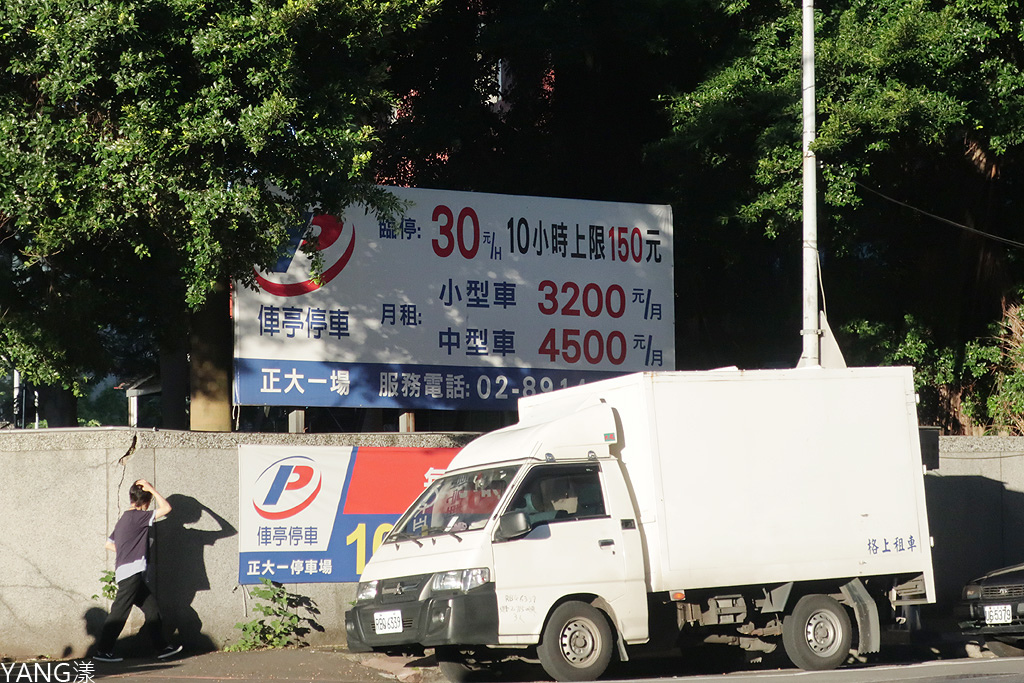 臨停: 30元/H 10小時上限150元
月租:
小型車 3200元/月
中型車 4500元/月
俥亭停車
正大一場 服務電話: 02-891
P
俥亭停車
正大一停車場
10
格上租車
YANG漾